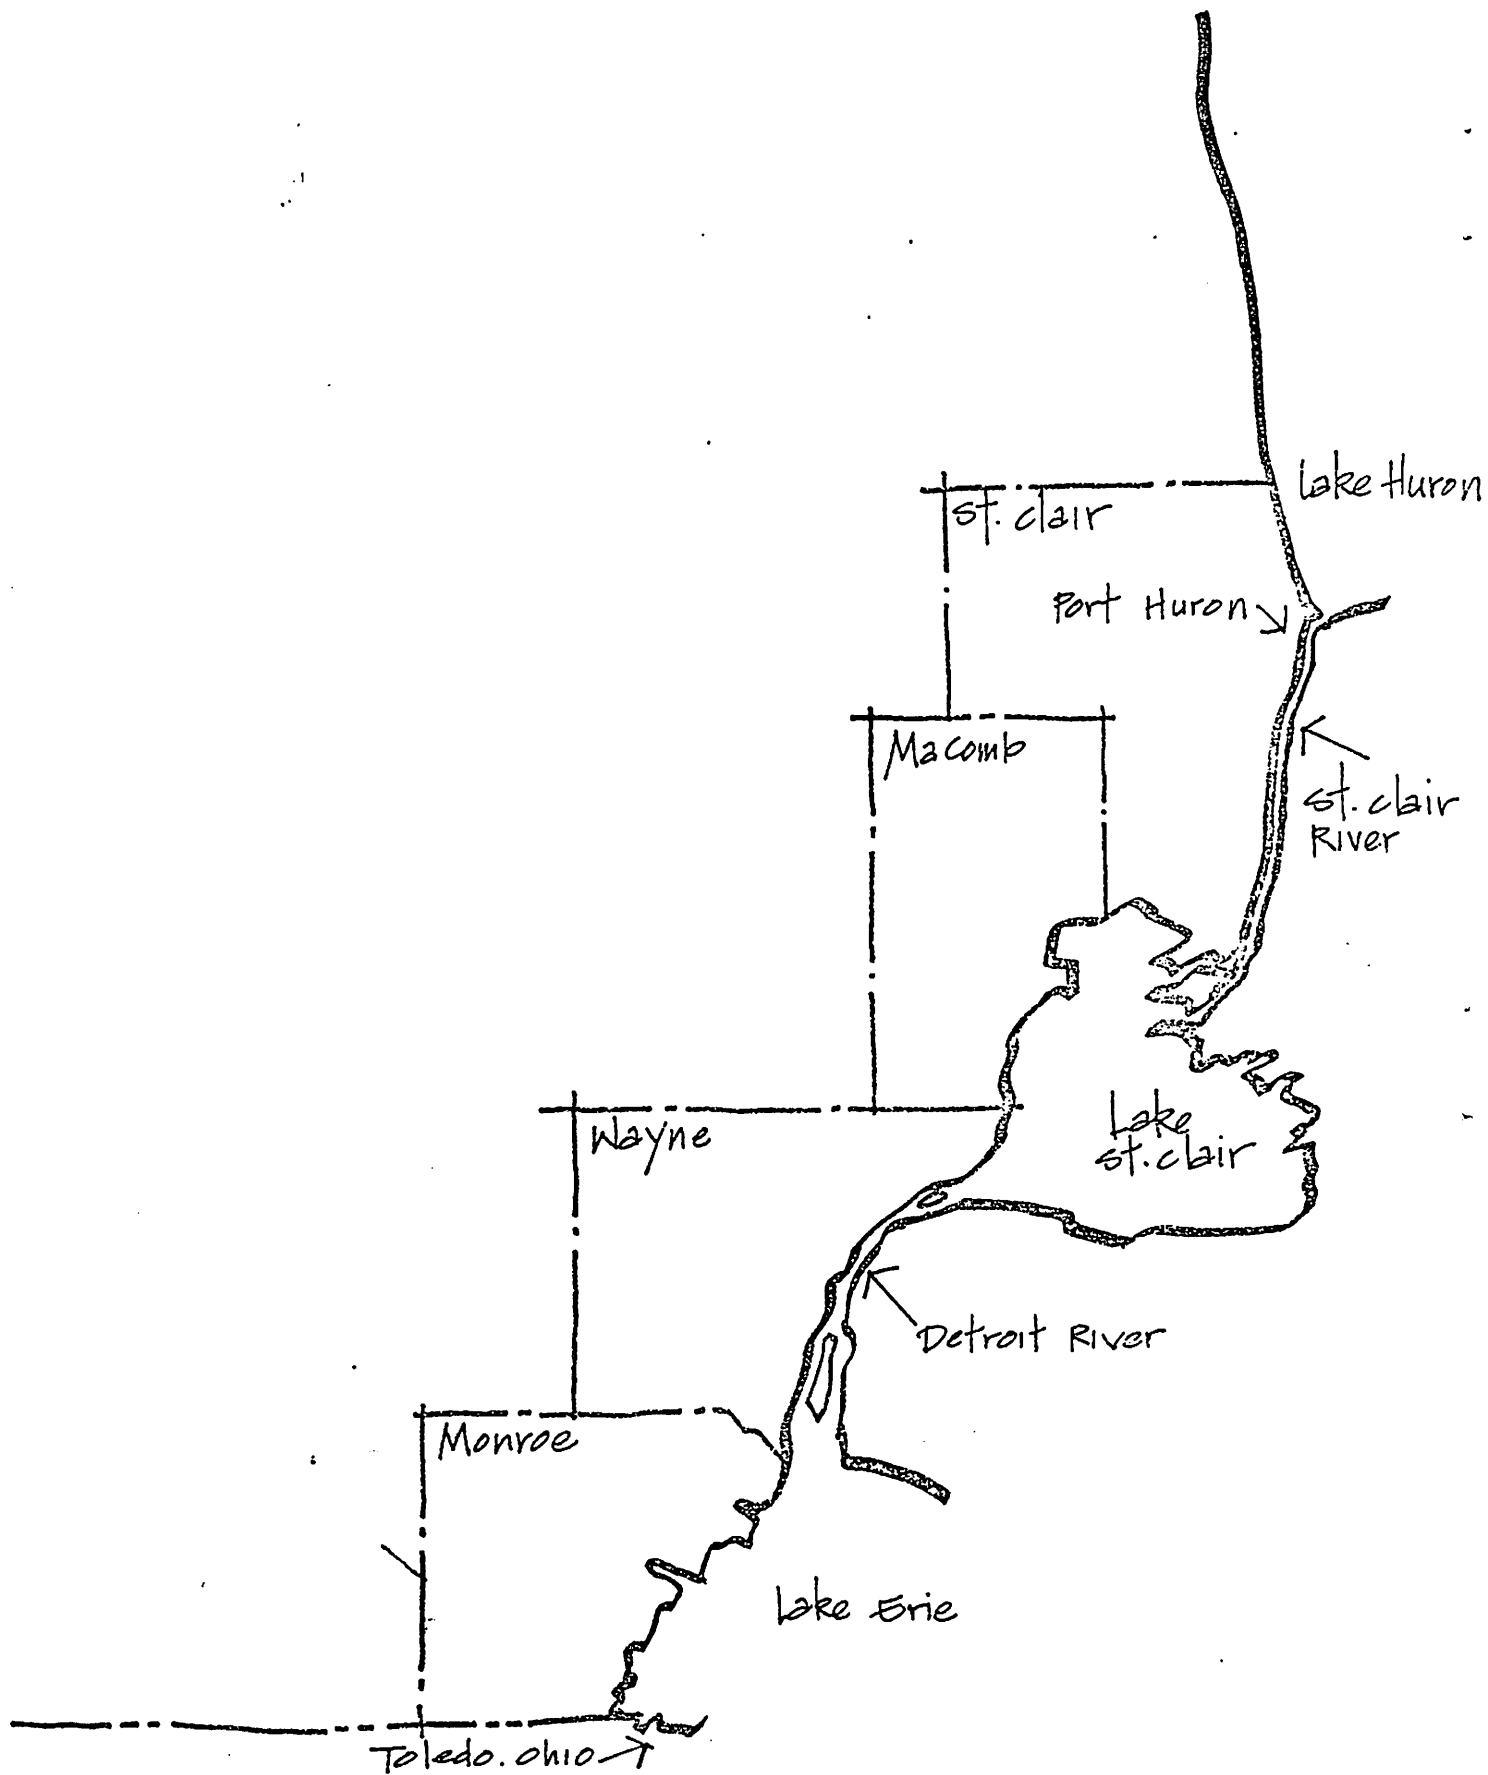 Lake Huron
St. Clair
Port Huron
Macomb
St. Clair
River
Lake
St. Clair
Wayne
Detroit River
Monroe
Lake Erie
Toledo. Ohio